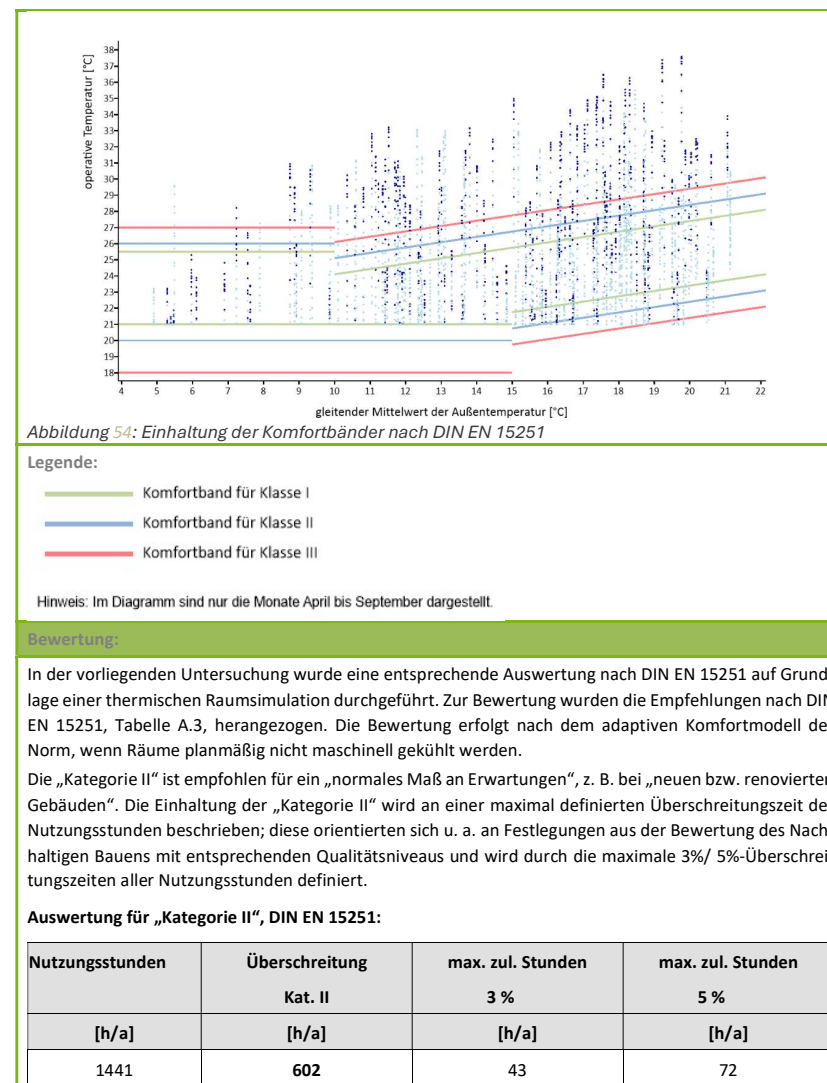 operative Temperatur [°C]
38
37
36
35
34
33
32
31
30
29
28
27
26
25
24
23
22
21
20
19
18
4 5 6 7 8 9 10 11 12 13 14 15 16 17 18 19 20 21 22
gleitender Mittelwert der Außentemperatur [°C]
Abbildung 54: Einhaltung der Komfortbänder nach DIN EN 15251
Legende:
Komfortband für Klasse I
Komfortband für Klasse II
Komfortband für Klasse III
Hinweis: Im Diagramm sind nur die Monate April bis September dargestellt.
Bewertung:
In der vorliegenden Untersuchung wurde eine entsprechende Auswertung nach DIN EN 15251 auf Grund
lage einer thermischen Raumsimulation durchgeführt. Zur Bewertung wurden die Empfehlungen nach DIN
EN 15251, Tabelle A.3, herangezogen. Die Bewertung erfolgt nach dem adaptiven Komfortmodell de
Norm, wenn Räume planmäßig nicht maschinell gekühlt werden.
Die „Kategorie II“ ist empfohlen für ein „normales Maß an Erwartungen“, z. B. bei „neuen bzw. renovierter
Gebäuden“. Die Einhaltung der „Kategorie II“ wird an einer maximal definierten Überschreitungszeit de
Nutzungsstunden beschrieben; diese orientierten sich u. a. an Festlegungen aus der Bewertung des Nach
haltigen Bauens mit entsprechenden Qualitätsniveaus und wird durch die maximale 3%/ 5%-Überschrei
tungszeiten aller Nutzungsstunden definiert.
Auswertung für „Kategorie II“, DIN EN 15251:
Nutzungsstunden Überschreitung max. zul. Stunden max. zul. Stunden
Kat. II 3 % 5 %
[h/a] [h/a] [h/a] [h/a]
1441 602 43 72